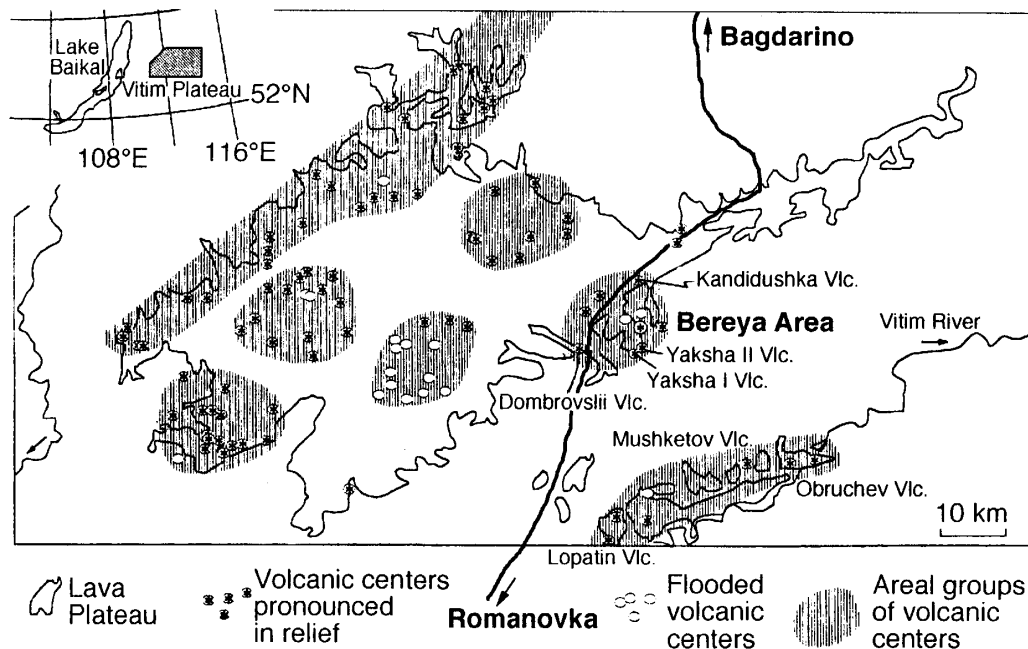 Lake
Baikal
Vitim Plateau
52°N
108°E
116°E
Bagdarino
Kandidushka Vlc.
Bereya Area
Vitim River
Yaksha II Vlc.
Yaksha I Vlc.
Dombrovslii Vlc.
Mushketov Vlc.
Obruchev Vlc.
10 km
Lopatin Vlc.
Romanovka
Lava
Plateau
Volcanic centers
pronounced
in relief
Flooded
volcanic
centers
Areal groups
of volcanic
centers